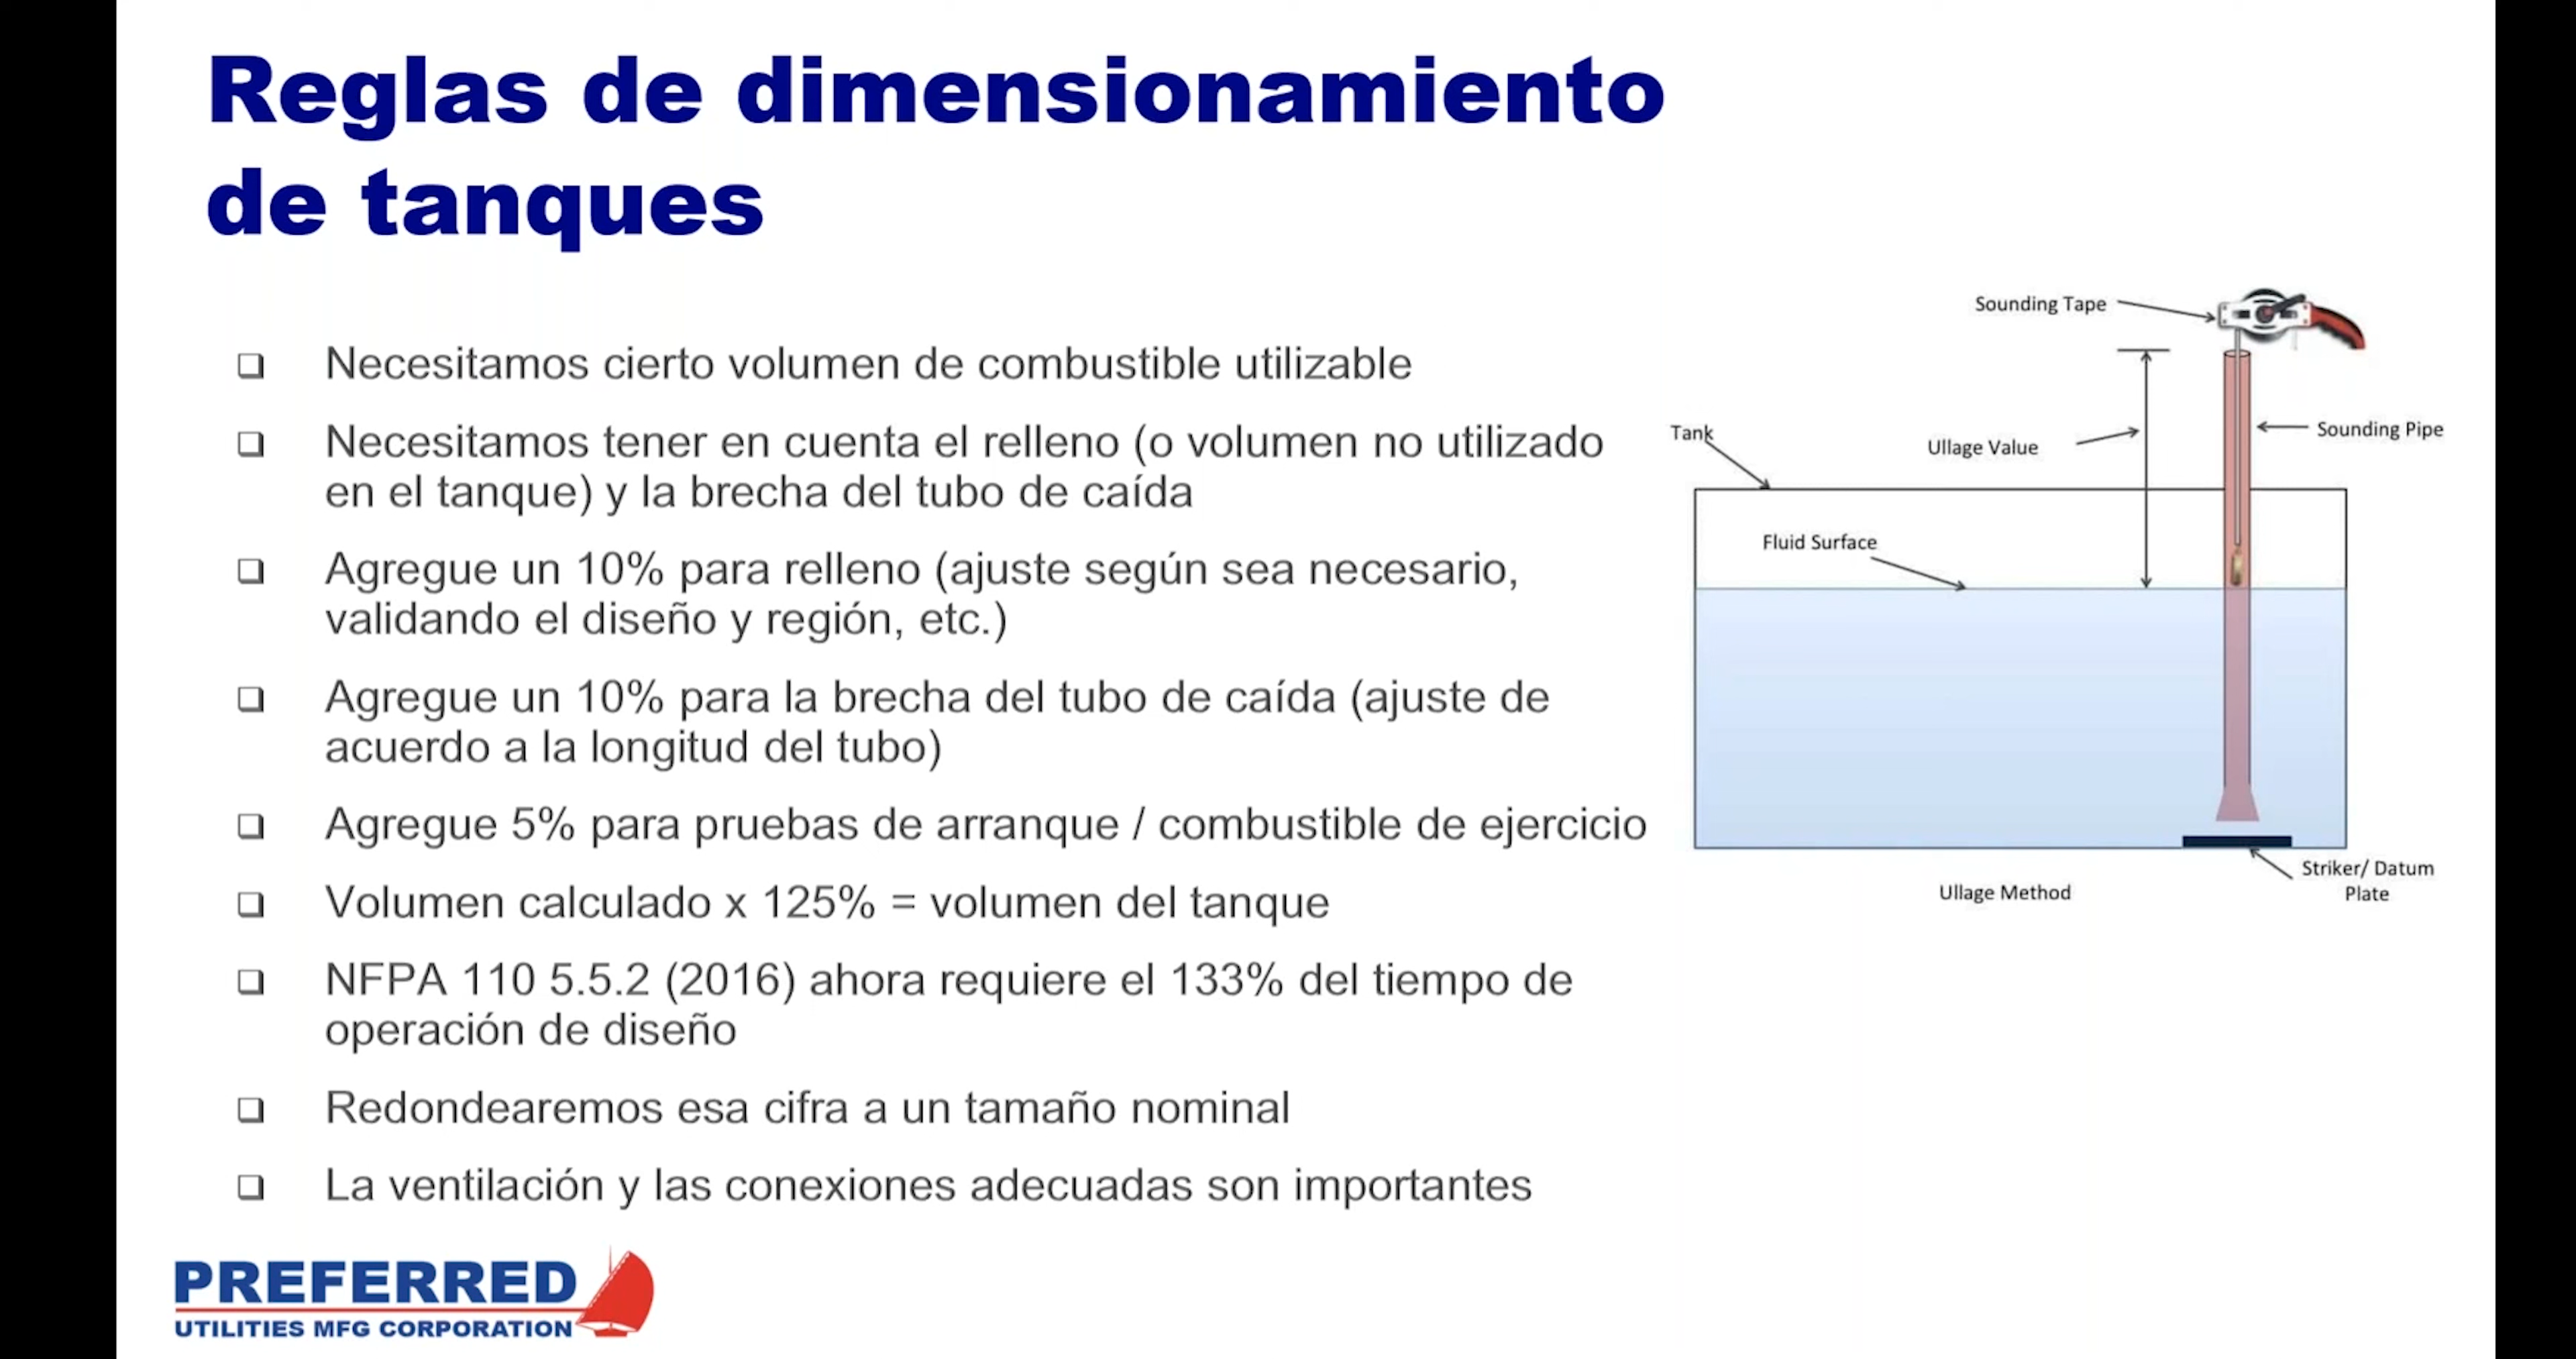 Reglas de dimensionamiento
de tanques
Necesitamos cierto volumen de combustible utilizable
Necesitamos tener en cuenta el relleno (o volumen no utilizado
en el tanque) y la brecha del tubo de caída
Agregue un 10% para relleno (ajuste según sea necesario,
validando el diseño y región, etc.)
Agregue un 10% para la brecha del tubo de caída (ajuste de
acuerdo a la longitud del tubo)
Agregue 5% para pruebas de arranque / combustible de ejercicio
Volumen calculado x 125% = volumen del tanque
NFPA 110 5.5.2 (2016) ahora requiere el 133% del tiempo de
operación de diseño
Redondearemos esa cifra a un tamaño nominal
La ventilación y las conexiones adecuadas son importantes
Sounding Tape
Tank
Ullage Value
Sounding Pipe
Fluid Surface
Striker/ Datum
Plate
Ullage Method
PREFERRED
UTILITIES MFG CORPORATION